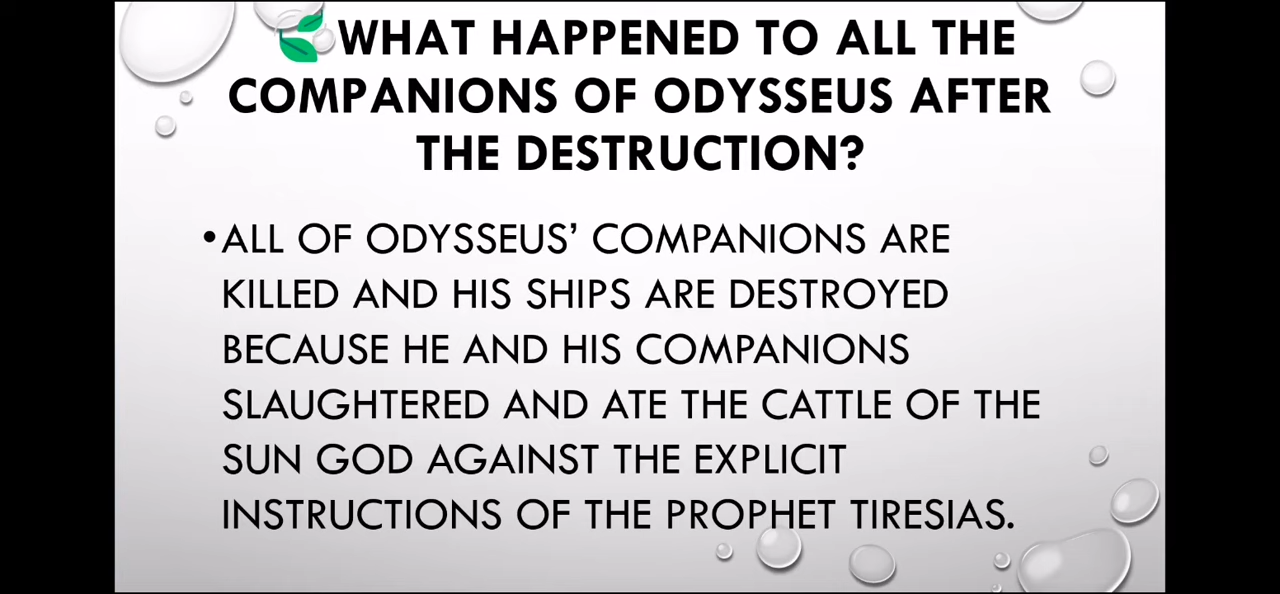 WHAT HAPPENED TO ALL THE
COMPANIONS OF ODYSSEUS AFTER
THE DESTRUCTION?
•ALL OF ODYSSEUS’ COMPANIONS ARE
KILLED AND HIS SHIPS ARE DESTROYED
BECAUSE HE AND HIS COMPANIONS
SLAUGHTERED AND ATE THE CATTLE OF THE
SUN GOD AGAINST THE EXPLICIT
INSTRUCTIONS OF THE PROPHET TIRESIAS.